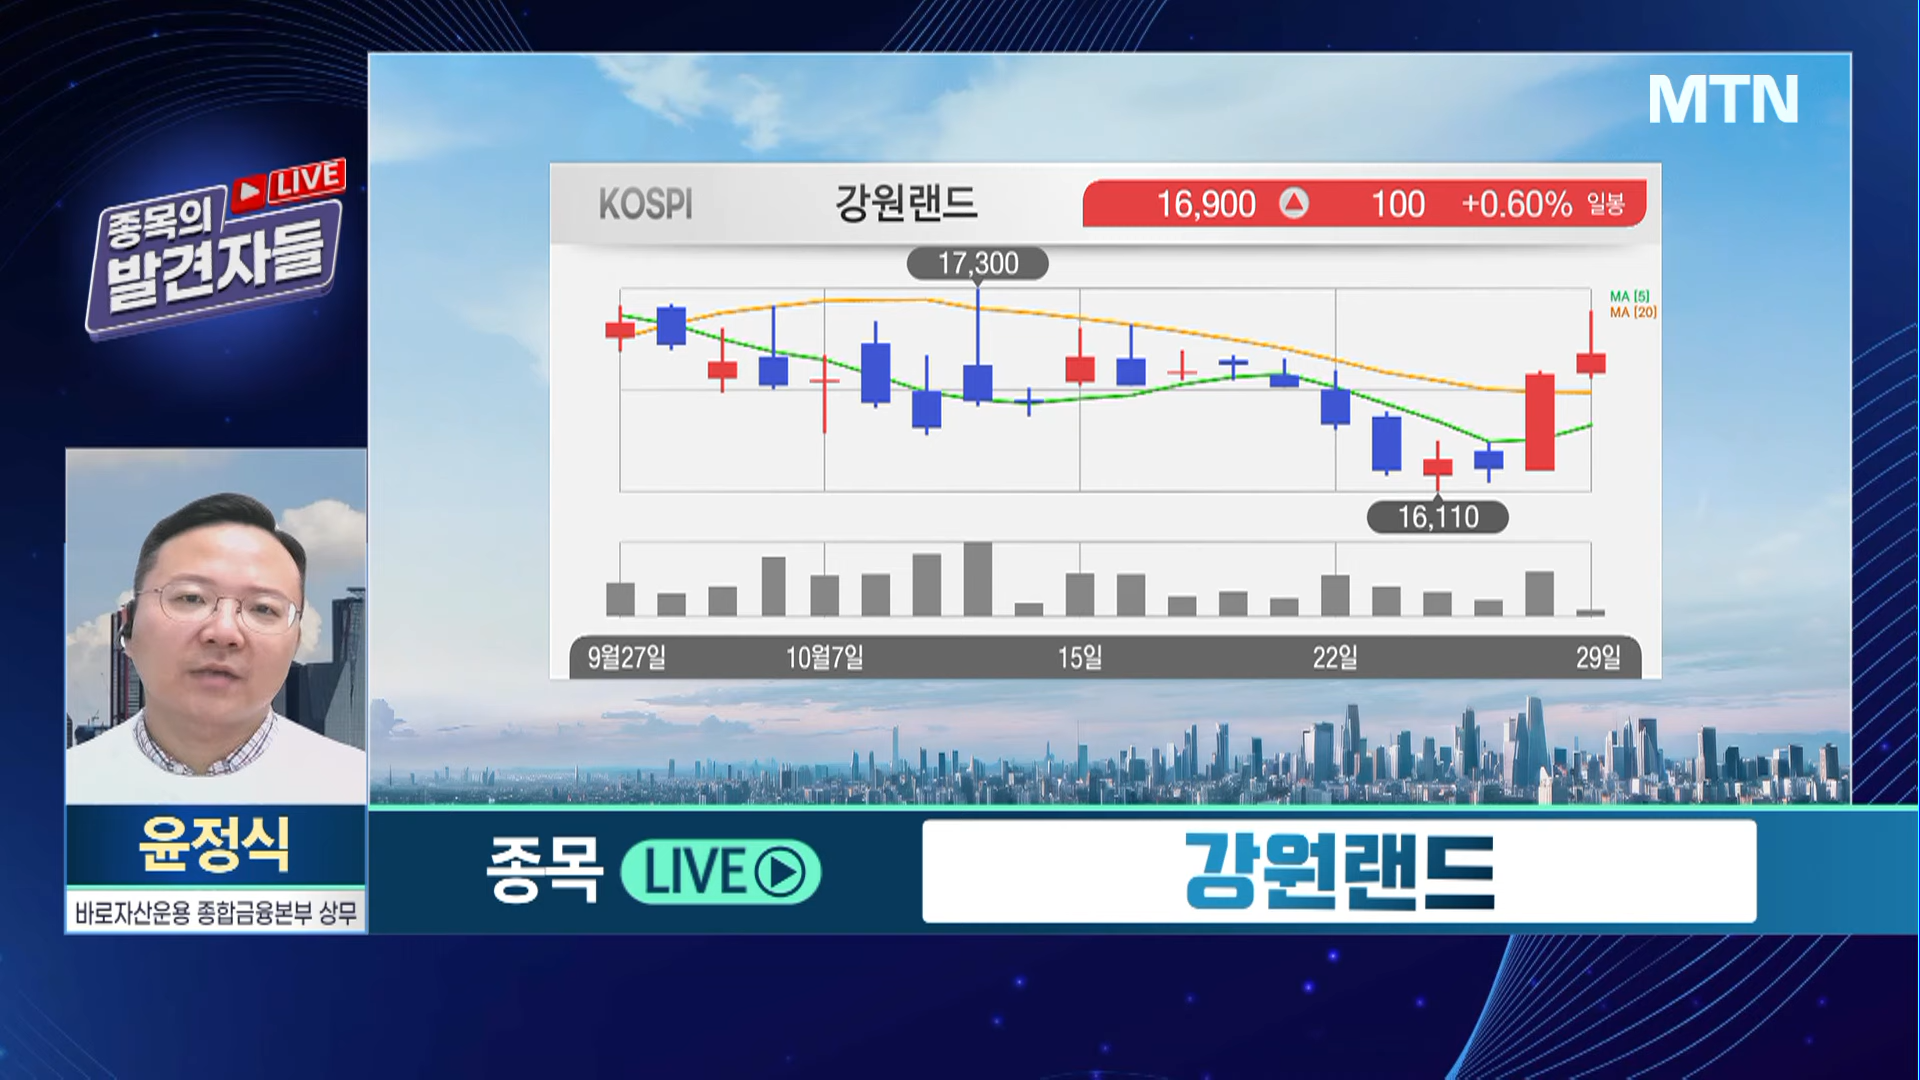 MTN
LIVE
종목의
발견자들
KOSPI 강원랜드 16,900 100 +0.60% 일봉
17,300
MA [5]
MA [20]
16,110
9월27일 10월7일 15일 22일 29일
윤정식
바로자산운용 종합금융본부 상무
종목 LIVE 강원랜드